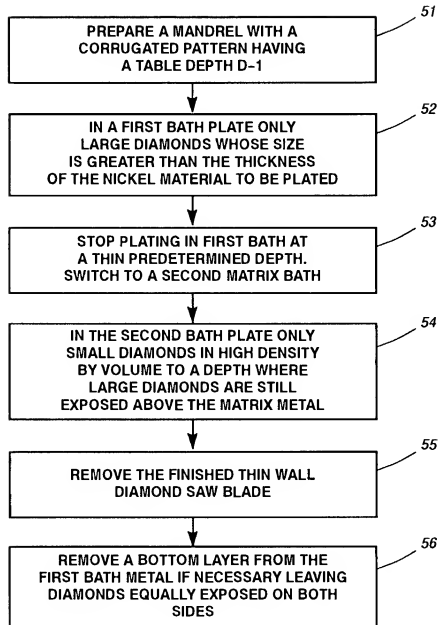 51
PREPARE A MANDREL WITH A
CORRUGATED PATTERN HAVING
A TABLE DEPTH D-1
52
IN A FIRST BATH PLATE ONLY
LARGE DIAMONDS WHOSE SIZE
IS GREATER THAN THE THICKNESS
OF THE NICKEL MATERIAL TO BE PLATED
53
STOP PLATING IN FIRST BATH AT
A THIN PREDETERMINED DEPTH.
SWITCH TO A SECOND MATRIX BATH
54
IN THE SECOND BATH PLATE ONLY
SMALL DIAMONDS IN HIGH DENSITY
BY VOLUME TO A DEPTH WHERE
LARGE DIAMONDS ARE STILL
EXPOSED ABOVE THE MATRIX METAL
55
REMOVE THE FINISHED THIN WALL
DIAMOND SAW BLADE
56
REMOVE A BOTTOM LAYER FROM THE
FIRST BATH METAL IF NECESSARY LEAVING
DIAMONDS EQUALLY EXPOSED ON BOTH
SIDES